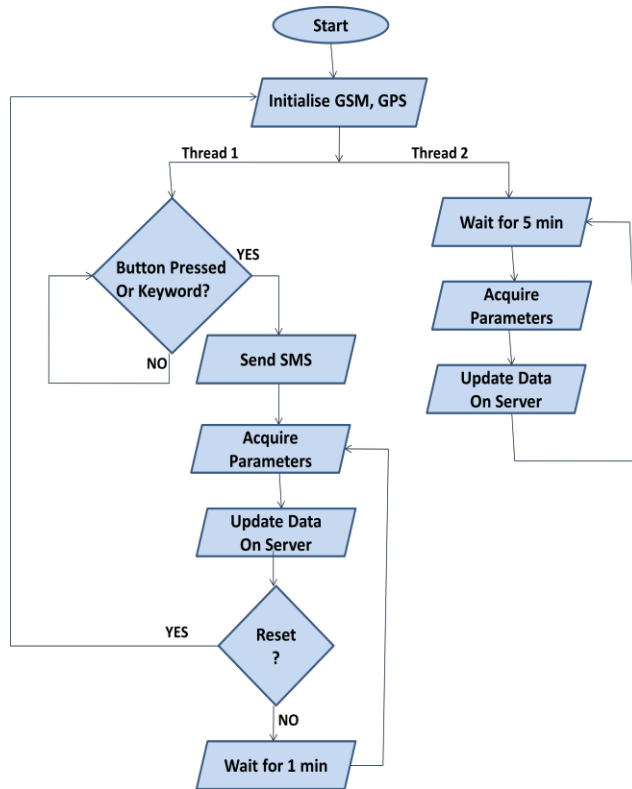 Start
Initialise GSM, GPS
Thread 1
Thread 2
Button Pressed
Or Keyword?
YES
NO
Send SMS
Acquire
Parameters
Update Data
On Server
Reset
?
YES
NO
Wait for 1 min
Wait for 5 min
Acquire
Parameters
Update Data
On Server